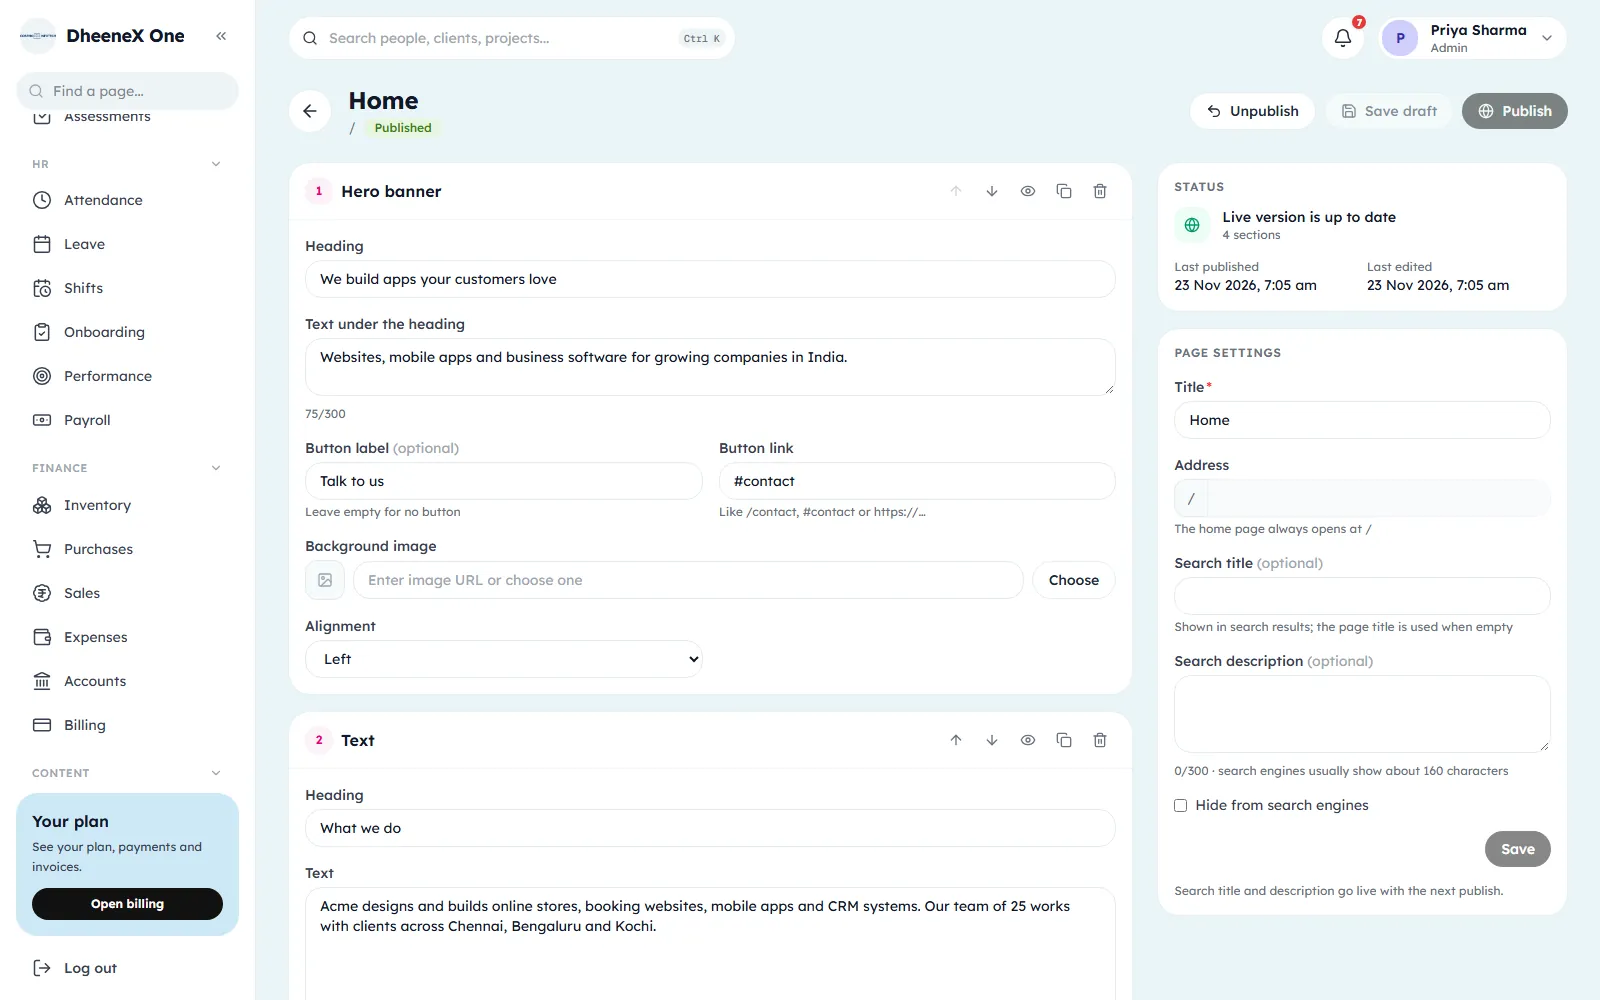 DheeneX One
Find a page...
Assessments
HR
Attendance
Leave
Shifts
Onboarding
Performance
Payroll
FINANCE
Inventory
Purchases
Sales
Expenses
Accounts
Billing
CONTENT
Your plan
See your plan, payments and
invoices.
Open billing
Log out
Search people, clients, projects...
Ctrl K
7
P
Priya Sharma
Admin
Home
/
Published
Unpublish
Save draft
Publish
1
Hero banner
Heading
We build apps your customers love
Text under the heading
Websites, mobile apps and business software for growing companies in India.
75/300
Button label (optional)
Talk to us
Leave empty for no button
Button link
#contact
Like /contact, #contact or https://...
Background image
Enter image URL or choose one
Choose
Alignment
Left
2
Text
Heading
What we do
Text
Acme designs and builds online stores, booking websites, mobile apps and CRM systems. Our team of 25 works
with clients across Chennai, Bengaluru and Kochi.
STATUS
Live version is up to date
4 sections
Last published
23 Nov 2026, 7:05 am
Last edited
23 Nov 2026, 7:05 am
PAGE SETTINGS
Title*
Home
Address
/
The home page always opens at /
Search title (optional)
Shown in search results; the page title is used when empty
Search description (optional)
0/300 · search engines usually show about 160 characters
Hide from search engines
Save
Search title and description go live with the next publish.